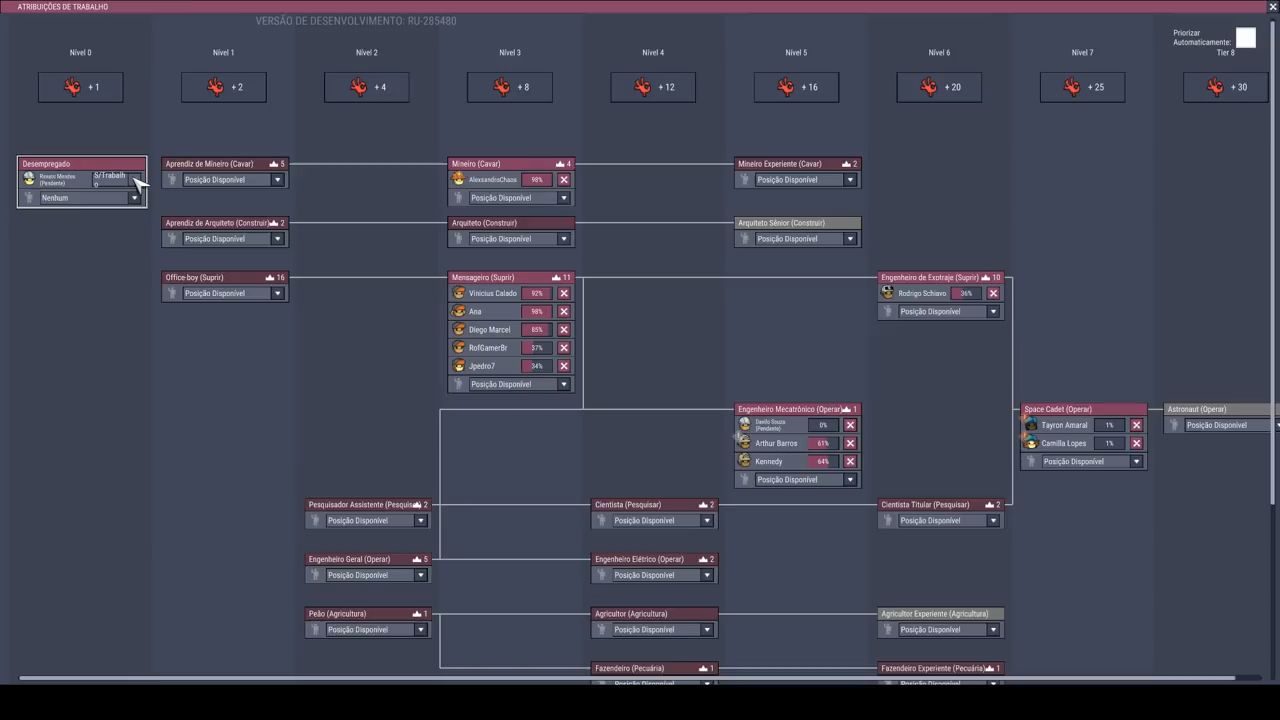 ATRIBUIÇÕES DE TRABALHO
VERSÃO DE DESENVOLVIMENTO: RU-285480
Priorizar
Automaticamente:
Nível 0
Nível 1
Nível 2
Nível 3
Nível 4
Nível 5
Nível 6
Nível 7
Tier 8
+ 1
+ 2
+ 4
+ 8
+ 12
+ 16
+ 20
+ 25
+ 30
Desempregado
(Pendente)
S/Trabalh
o
Nenhum
Aprendiz de Mineiro (Cavar) 5
Posição Disponível
Mineiro (Cavar) 4
AlexsandroChaos 98%
Posição Disponível
Mineiro Experiente (Cavar) 2
Posição Disponível
Aprendiz de Arquiteto (Construir) 2
Posição Disponível
Arquiteto (Construir)
Posição Disponível
Arquiteto Sênior (Construir)
Posição Disponível
Office-boy (Suprir) 16
Posição Disponível
Mensageiro (Suprir) 11
Vinicius Calado 92%
Ana 98%
Diego Marcel 85%
RofGamerBr 37%
Jpedro7 34%
Posição Disponível
Engenheiro de Exotraje (Suprir) 10
Rodrigo Schiavo 36%
Posição Disponível
Engenheiro Mecatrônico (Operar) 1
Danilo Souza
(Pendente)
0%
Arthur Barros 61%
Kennedy 64%
Posição Disponível
Space Cadet (Operar)
Tayron Amaral 1%
Camilla Lopes 1%
Posição Disponível
Astronaut (Operar)
Posição Disponível
Pesquisador Assistente (Pesquisar) 2
Posição Disponível
Cientista (Pesquisar) 2
Posição Disponível
Cientista Titular (Pesquisar) 2
Posição Disponível
Engenheiro Geral (Operar) 5
Posição Disponível
Engenheiro Elétrico (Operar) 2
Posição Disponível
Peão (Agricultura) 1
Posição Disponível
Agricultor (Agricultura)
Posição Disponível
Agricultor Experiente (Agricultura)
Posição Disponível
Fazendeiro (Pecuária) 1
Posição Disponível
Fazendeiro Experiente (Pecuária) 1
Posição Disponível